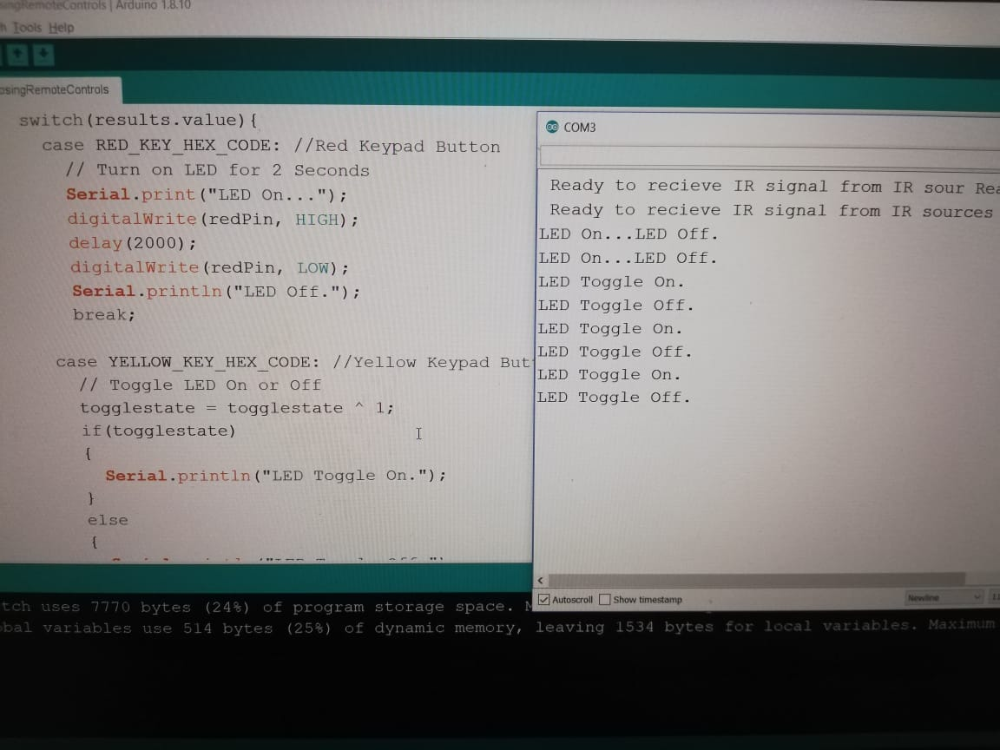 singRemoteControls | Arduino 1.8.10
h Tools Help
osingRemoteControls
switch(results.value){
case RED_KEY_HEX_CODE: //Red Keypad Button
// Turn on LED for 2 Seconds
Serial.print("LED On...");
digitalWrite(redPin, HIGH);
delay(2000);
digitalWrite(redPin, LOW);
Serial.println("LED Off.");
break;
case YELLOW_KEY_HEX_CODE: //Yellow Keypad But
// Toggle LED On or Off
togglestate = togglestate ^ 1;
if(togglestate)
{
Serial.println("LED Toggle On.");
}
else
{
COM3
Ready to recieve IR signal from IR sour Rea
Ready to recieve IR signal from IR sources
LED On...LED Off.
LED On...LED Off.
LED Toggle On.
LED Toggle Off.
LED Toggle On.
LED Toggle Off.
LED Toggle On.
LED Toggle Off.
Autoscroll Show timestamp
Newline
tch uses 7770 bytes (24%) of program storage space. M
obal variables use 514 bytes (25%) of dynamic memory, leaving 1534 bytes for local variables. Maximum